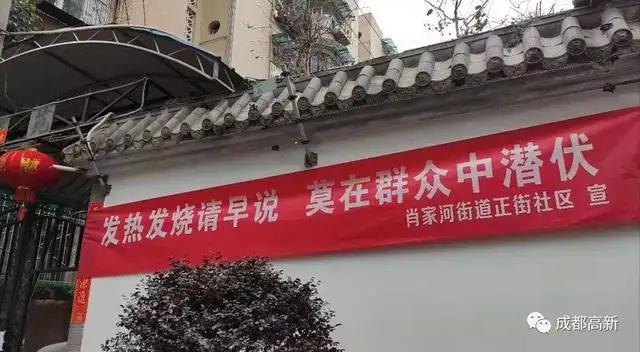 发热发烧请早说 莫在群众中潜伏
肖家河街道正街社区 宣
成都高新